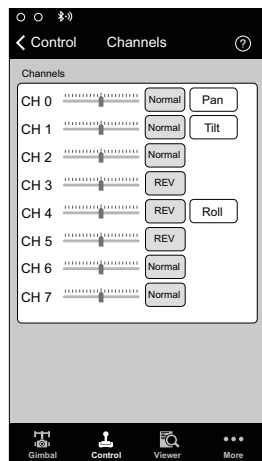 Control Channels ?
Channels
CH 0 Normal Pan
CH 1 Normal Tilt
CH 2 Normal
CH 3 REV
CH 4 REV Roll
CH 5 REV
CH 6 Normal
CH 7 Normal
Gimbal Control Viewer More